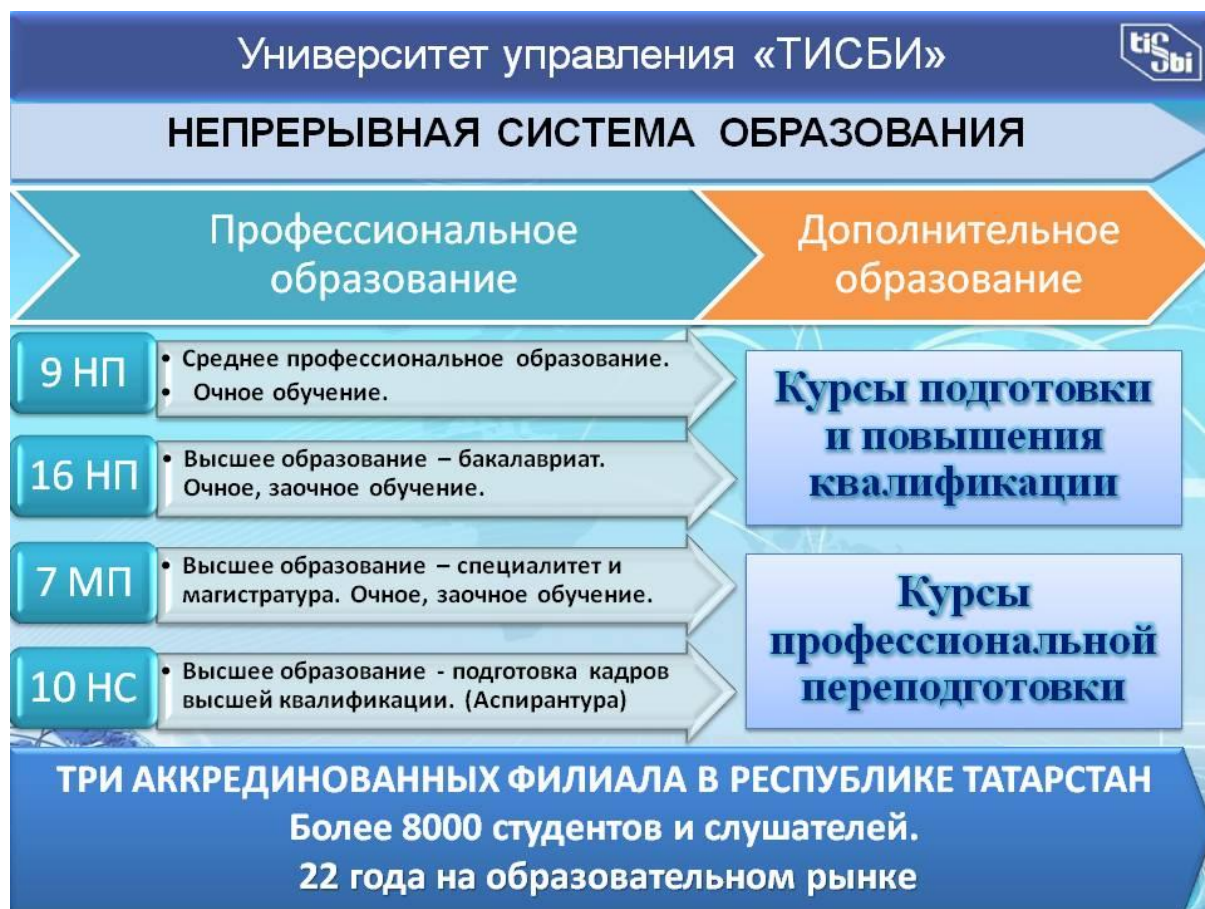 Университет управления «ТИСБИ»
tis
bi
НЕПРЕРЫВНАЯ СИСТЕМА ОБРАЗОВАНИЯ
Профессиональное
образование
Дополнительное
образование
9 НП
• Среднее профессиональное образование.
• Очное обучение.
16 НП
• Высшее образование – бакалавриат.
Очное, заочное обучение.
7 МП
• Высшее образование – специалитет и
магистратура. Очное, заочное обучение.
10 НС
• Высшее образование - подготовка кадров
высшей квалификации. (Аспирантура)
Курсы подготовки
и повышения
квалификации
Курсы
профессиональной
переподготовки
ТРИ АККРЕДИНОВАННЫХ ФИЛИАЛА В РЕСПУБЛИКЕ ТАТАРСТАН
Более 8000 студентов и слушателей.
22 года на образовательном рынке